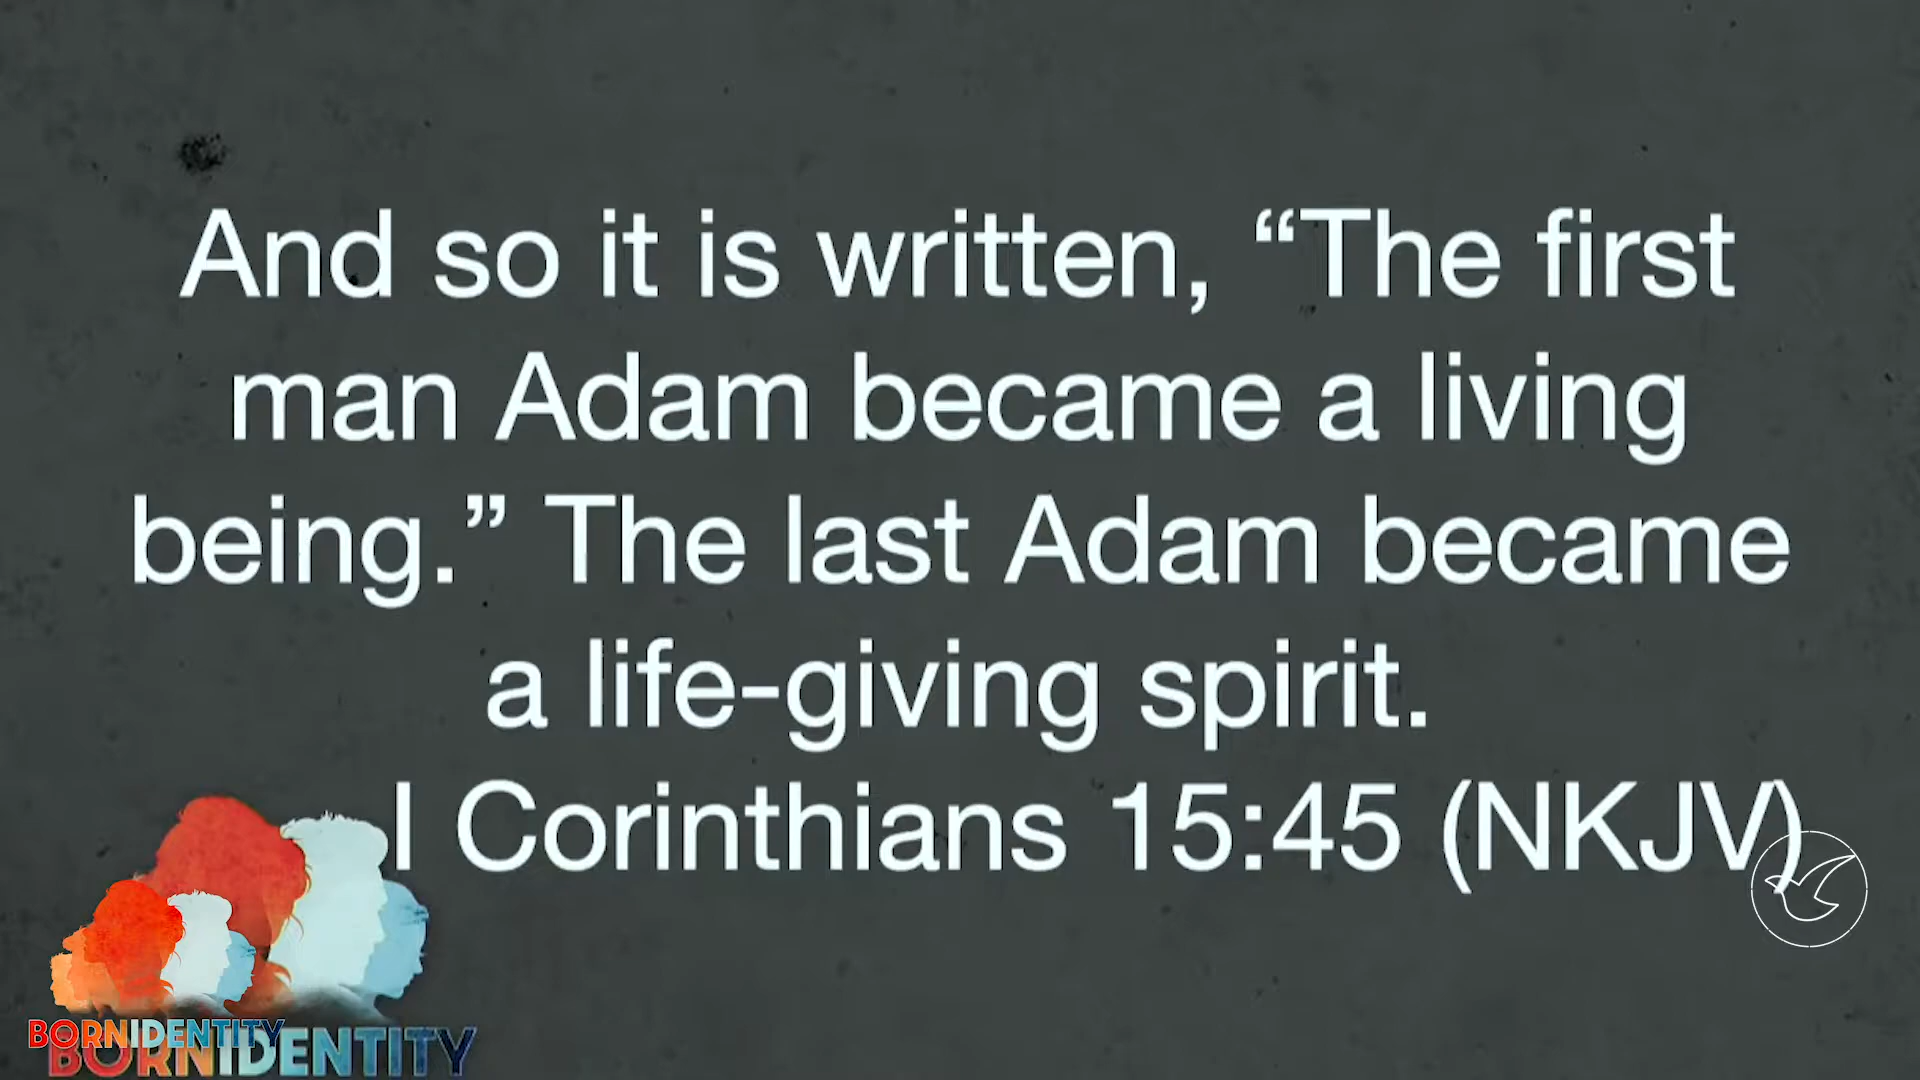 And so it is written, “The first
man Adam became a living
being.” The last Adam became
a life-giving spirit.
I Corinthians 15:45 (NKJV)
BORNIDENTITY
BORNIDENTITY